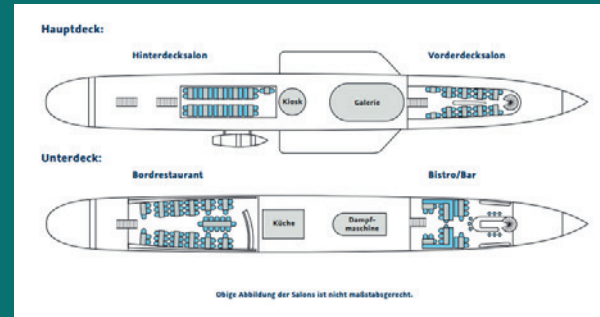 Hauptdeck:
Hinterdecksalon
Vorderdecksalon
Kiosk
Galerie
Unterdeck:
Bordrestaurant
Bistro/Bar
Küche
Dampf-
maschine
Obige Abbildung der Salons ist nicht maßstabsgerecht.